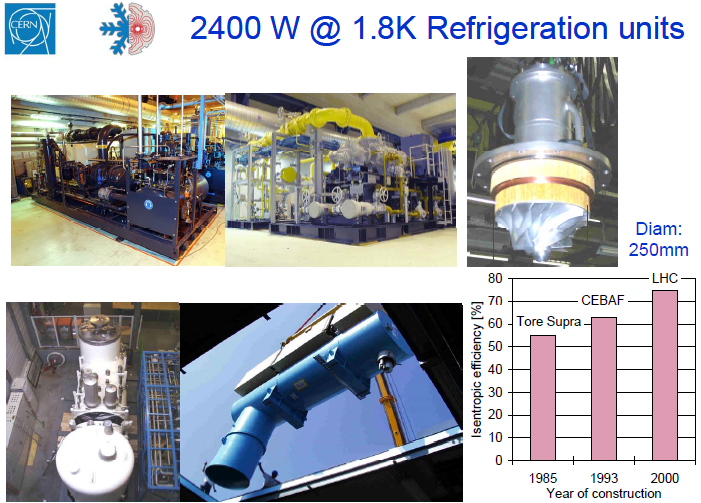 CERN
2400 W @ 1.8K Refrigeration units
Diam:
250mm
80
70
60
50
40
30
20
10
0
Isentropic efficiency [%]
Tore Supra
CEBAF
LHC
1985
1993
2000
Year of construction